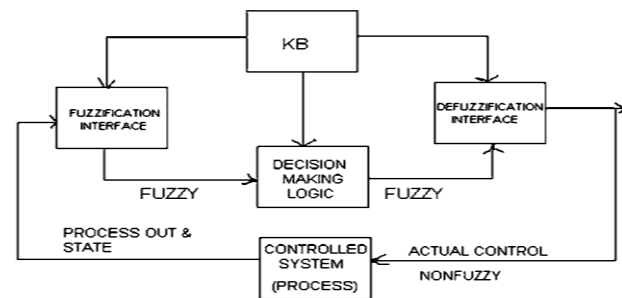 KB
FUZZIFICATION
INTERFACE
DEFUZZIFICATION
INTERFACE
DECISION
MAKING
LOGIC
FUZZY
FUZZY
PROCESS OUT &
STATE
CONTROLLED
SYSTEM
(PROCESS)
ACTUAL CONTROL
NONFUZZY